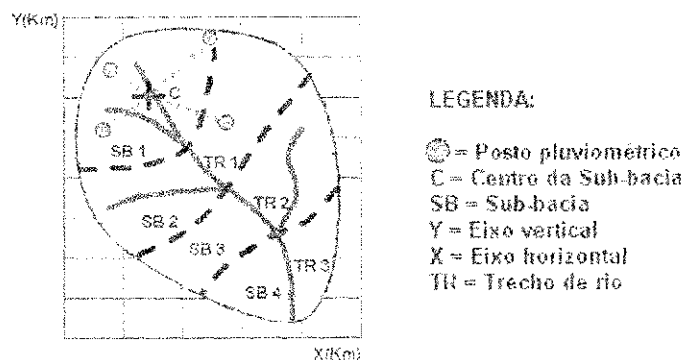 Y(Km)
C
SB 1
TR 1
SB 2
TR 2
SB 3
TR 3
SB 4
X(Km)
LEGENDA:
= Posto pluviométrico
C = Centro da Sub-bacia
SB = Sub-bacia
Y = Eixo vertical
X = Eixo horizontal
TR = Trecho de rio